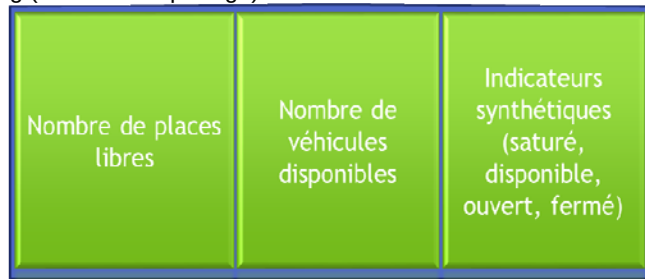 Nombre de places
libres
Nombre de
véhicules
disponibles
Indicateurs
synthétiques
(saturé,
disponible,
ouvert, fermé)